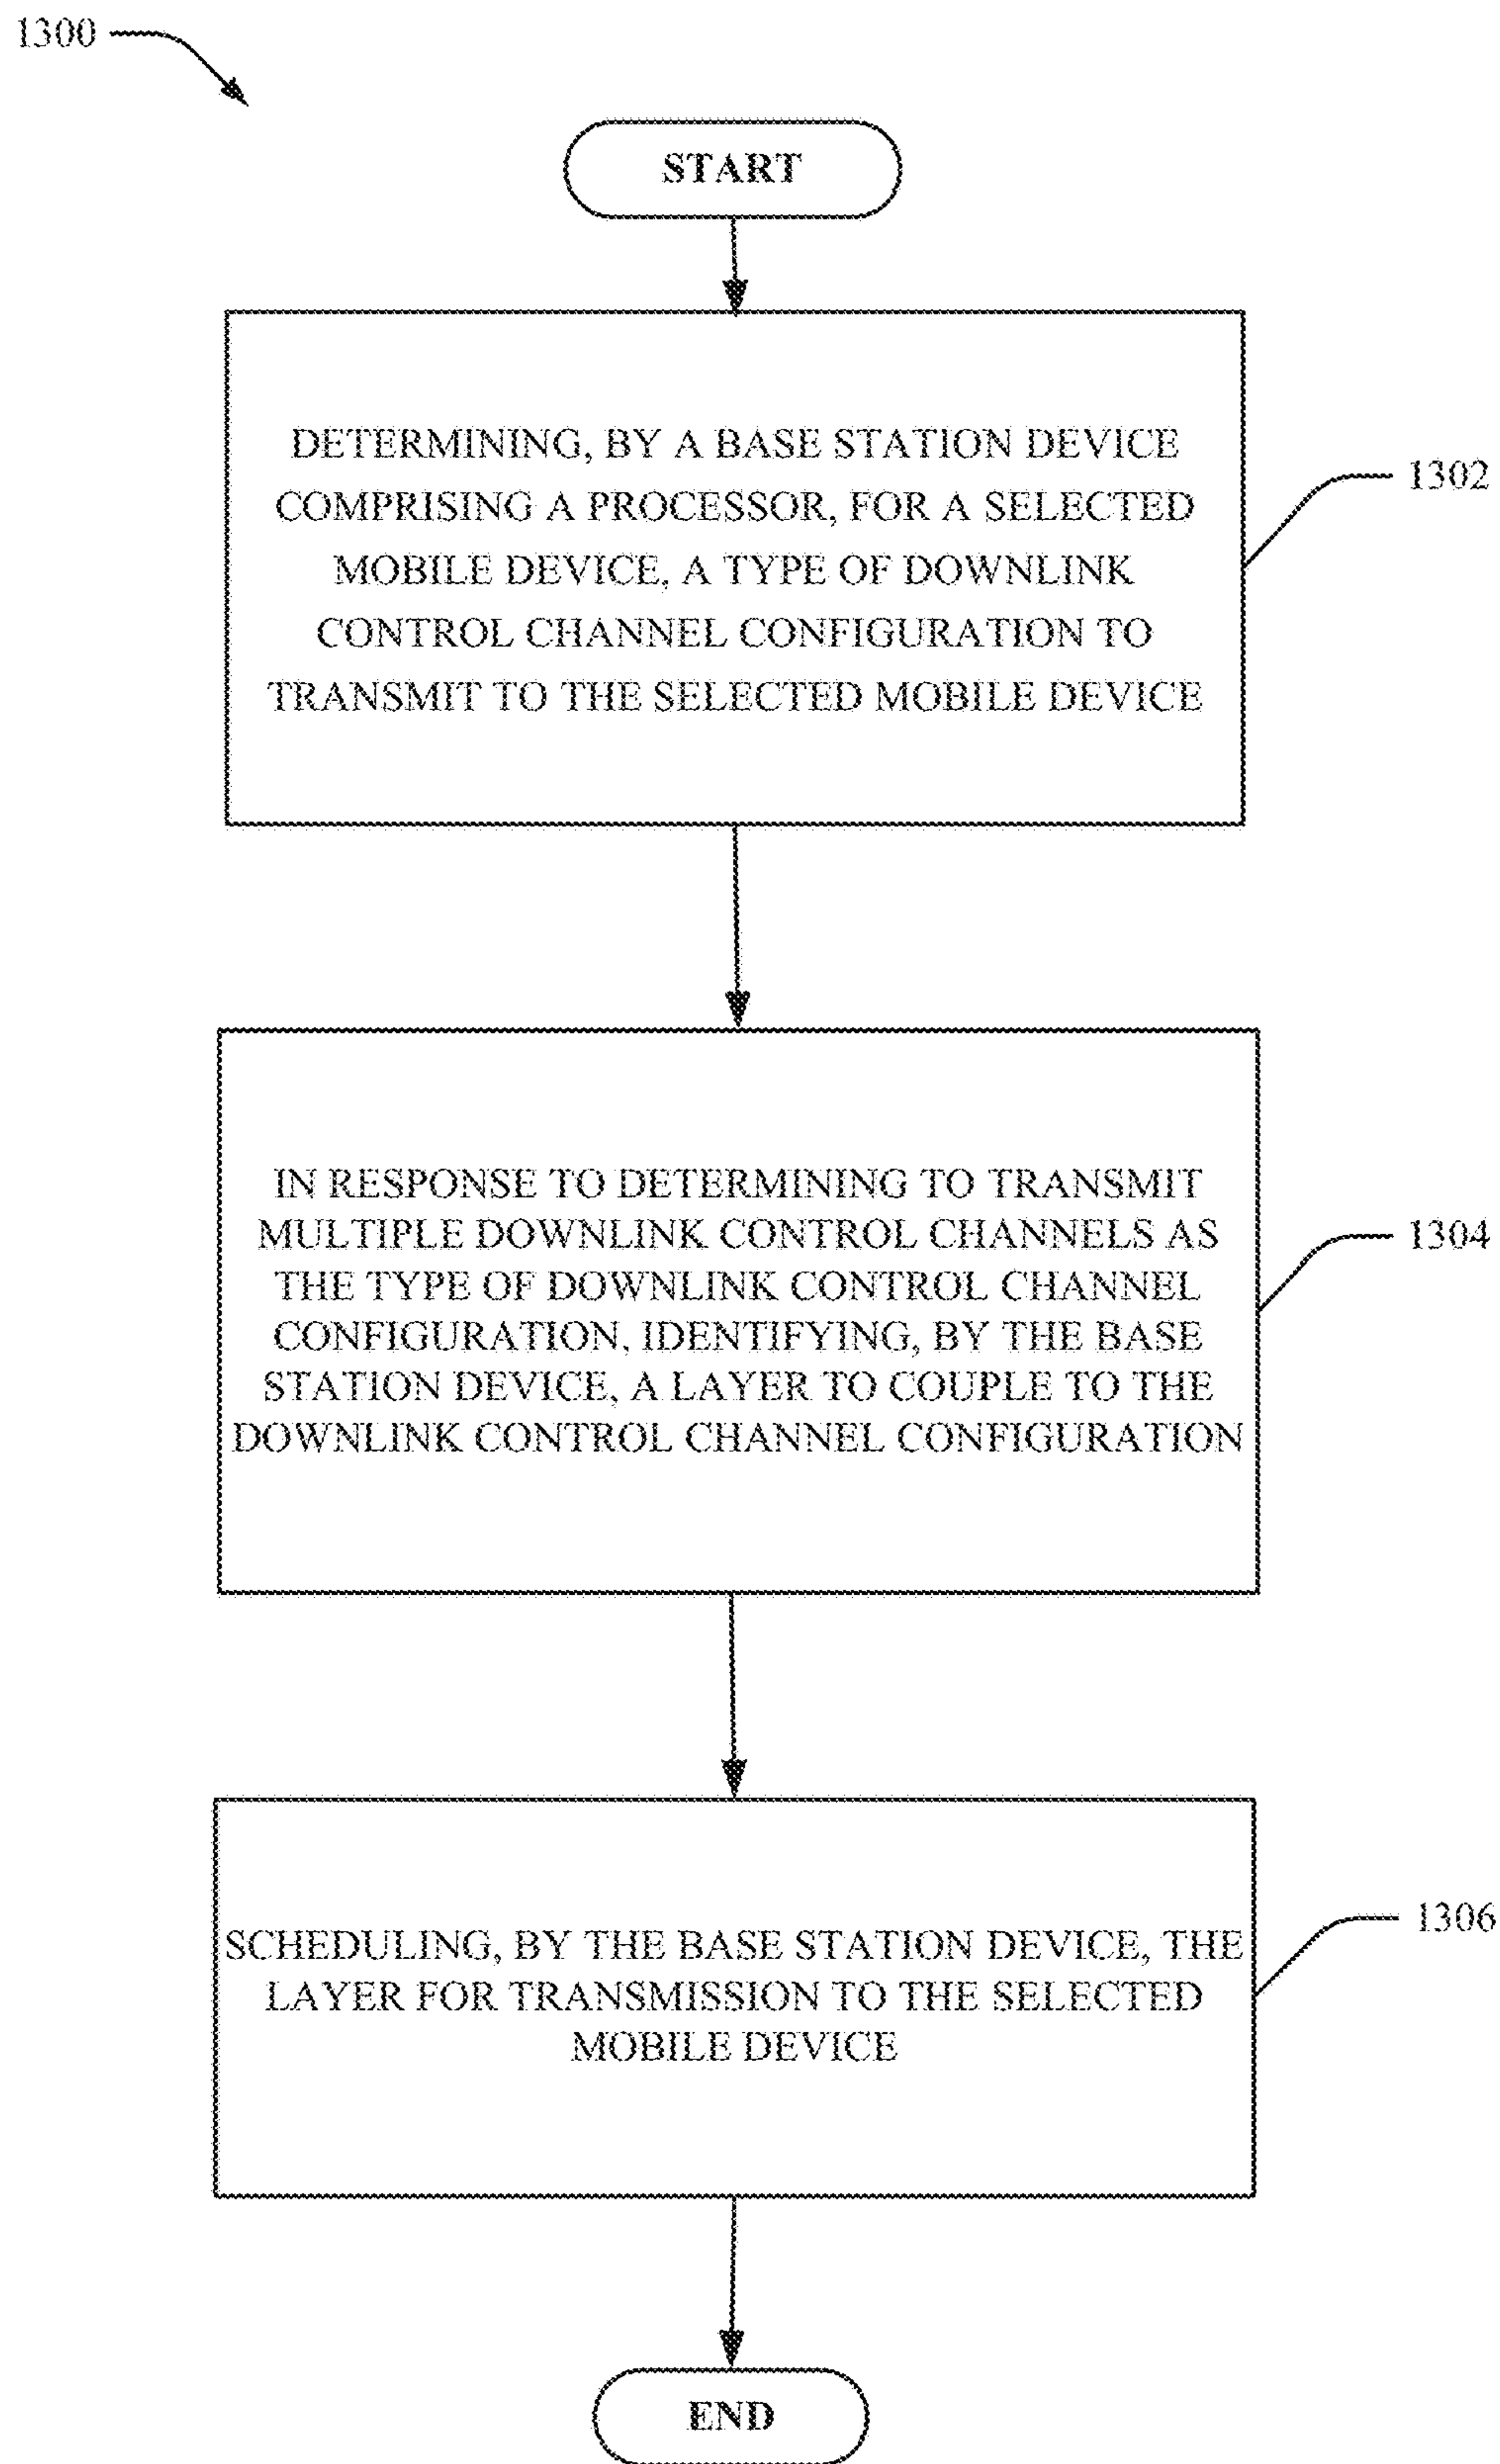 1300
START
DETERMINING, BY A BASE STATION DEVICE
COMPRISING A PROCESSOR, FOR A SELECTED
MOBILE DEVICE, A TYPE OF DOWNLINK
CONTROL CHANNEL CONFIGURATION TO
TRANSMIT TO THE SELECTED MOBILE DEVICE
1302
IN RESPONSE TO DETERMINING TO TRANSMIT
MULTIPLE DOWNLINK CONTROL CHANNELS AS
THE TYPE OF DOWNLINK CONTROL CHANNEL
CONFIGURATION, IDENTIFYING, BY THE BASE
STATION DEVICE, A LAYER TO COUPLE TO THE
DOWNLINK CONTROL CHANNEL CONFIGURATION
1304
SCHEDULING, BY THE BASE STATION DEVICE, THE
LAYER FOR TRANSMISSION TO THE SELECTED
MOBILE DEVICE
1306
END